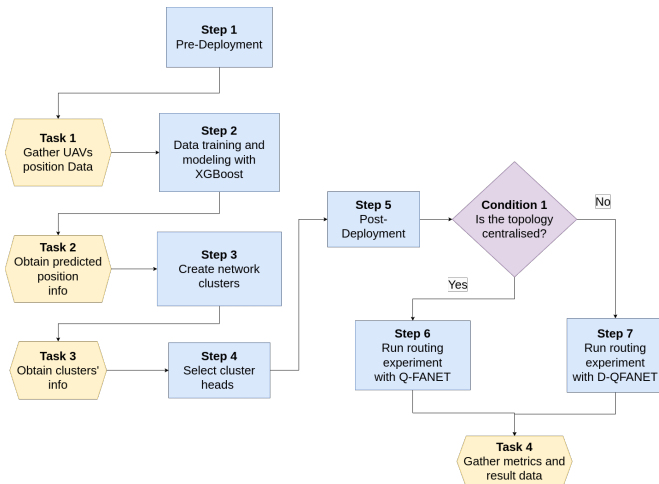 Step 1
Pre-Deployment
Task 1
Gather UAVs
position Data
Step 2
Data training and
modeling with
XGBoost
Task 2
Obtain predicted
position
info
Step 3
Create network
clusters
Task 3
Obtain clusters'
info
Step 4
Select cluster
heads
Step 5
Post-
Deployment
Condition 1
Is the topology
centralised?
No
Yes
Step 6
Run routing
experiment
with Q-FANET
Step 7
Run routing
experiment
with D-QFANET
Task 4
Gather metrics and
result data